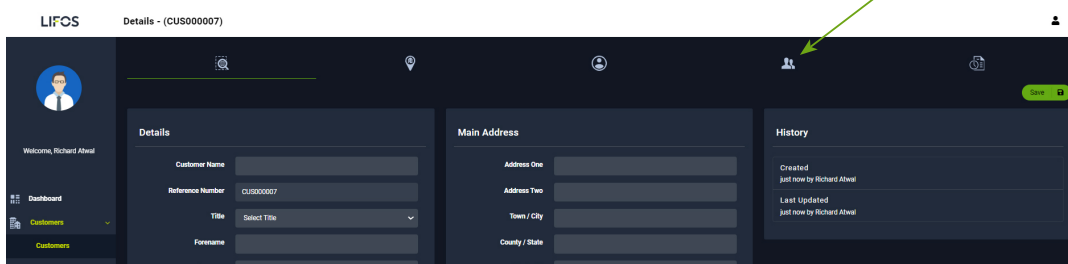 LIFOS
Details - (CUS000007)
Save
Welcome, Richard Atwal
Dashboard
Customers
Customers
Details
Customer Name
Reference Number
CUS000007
Title
Select Title
Forename
Main Address
Address One
Address Two
Town / City
County / State
History
Created
just now by Richard Atwal
Last Updated
just now by Richard Atwal